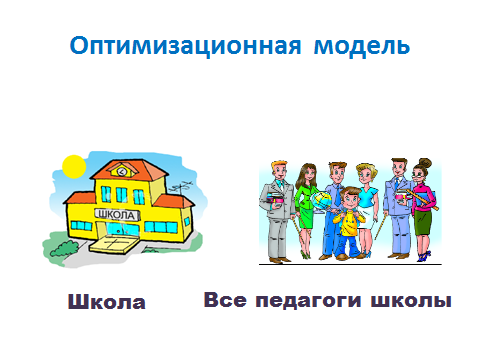 Оптимизационная модель
ШКОЛА
Школа
Все педагоги школы